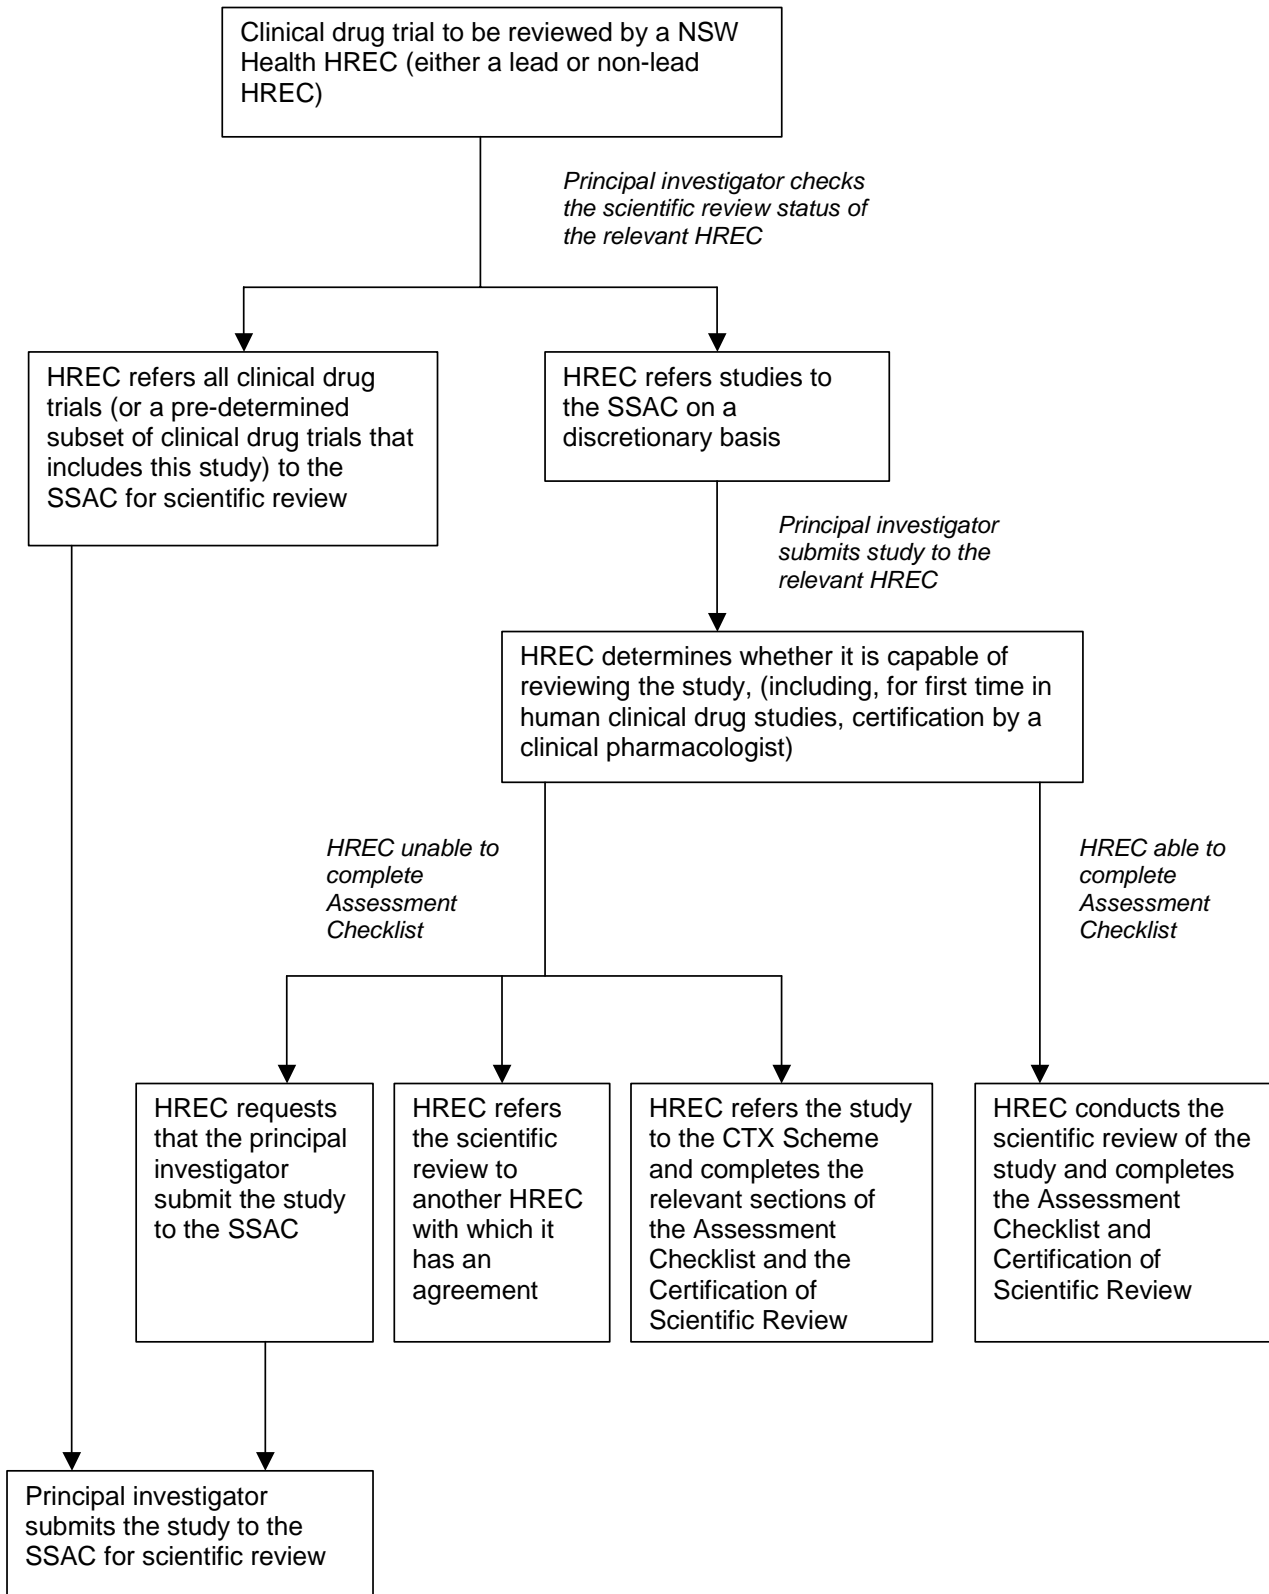 Clinical drug trial to be reviewed by a NSW
Health HREC (either a lead or non-lead
HREC)
Principal investigator checks
the scientific review status of
the relevant HREC
HREC refers all clinical drug
trials (or a pre-determined
subset of clinical drug trials that
includes this study) to the
SSAC for scientific review
HREC refers studies to
the SSAC on a
discretionary basis
Principal investigator
submits study to the
relevant HREC
HREC determines whether it is capable of
reviewing the study, (including, for first time in
human clinical drug studies, certification by a
clinical pharmacologist)
HREC unable to
complete
Assessment
Checklist
HREC able to
complete
Assessment
Checklist
HREC requests
that the principal
investigator
submit the study
to the SSAC
HREC refers
the scientific
review to
another HREC
with which it
has an
agreement
HREC refers the study
to the CTX Scheme
and completes the
relevant sections of
the Assessment
Checklist and the
Certification of
Scientific Review
HREC conducts the
scientific review of the
study and completes
the Assessment
Checklist and
Certification of
Scientific Review
Principal investigator
submits the study to the
SSAC for scientific review